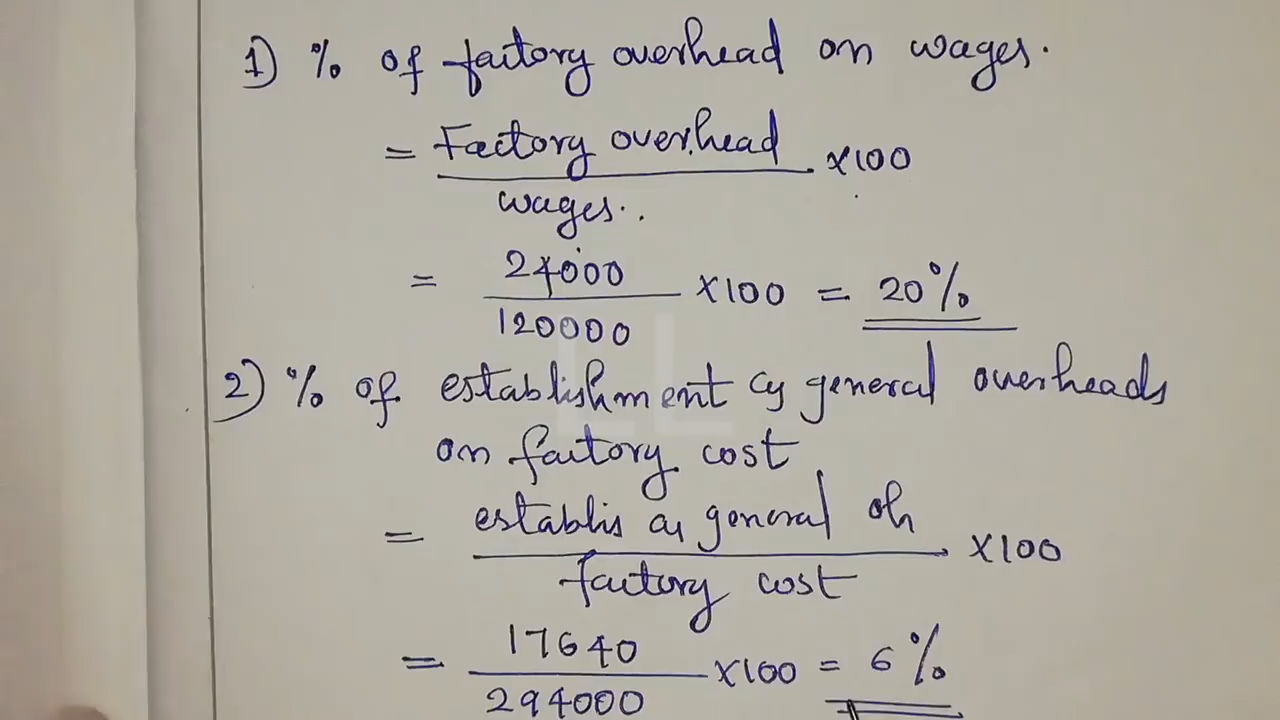 1) % of factory overhead on wages.
= Factory overhead / wages.. x100
= 24000 / 120000 x100 = 20%
2) % of establishment & general overheads
on factory cost
= establis & general oh / factory cost x100
= 17640 / 294000 x100 = 6%
LL